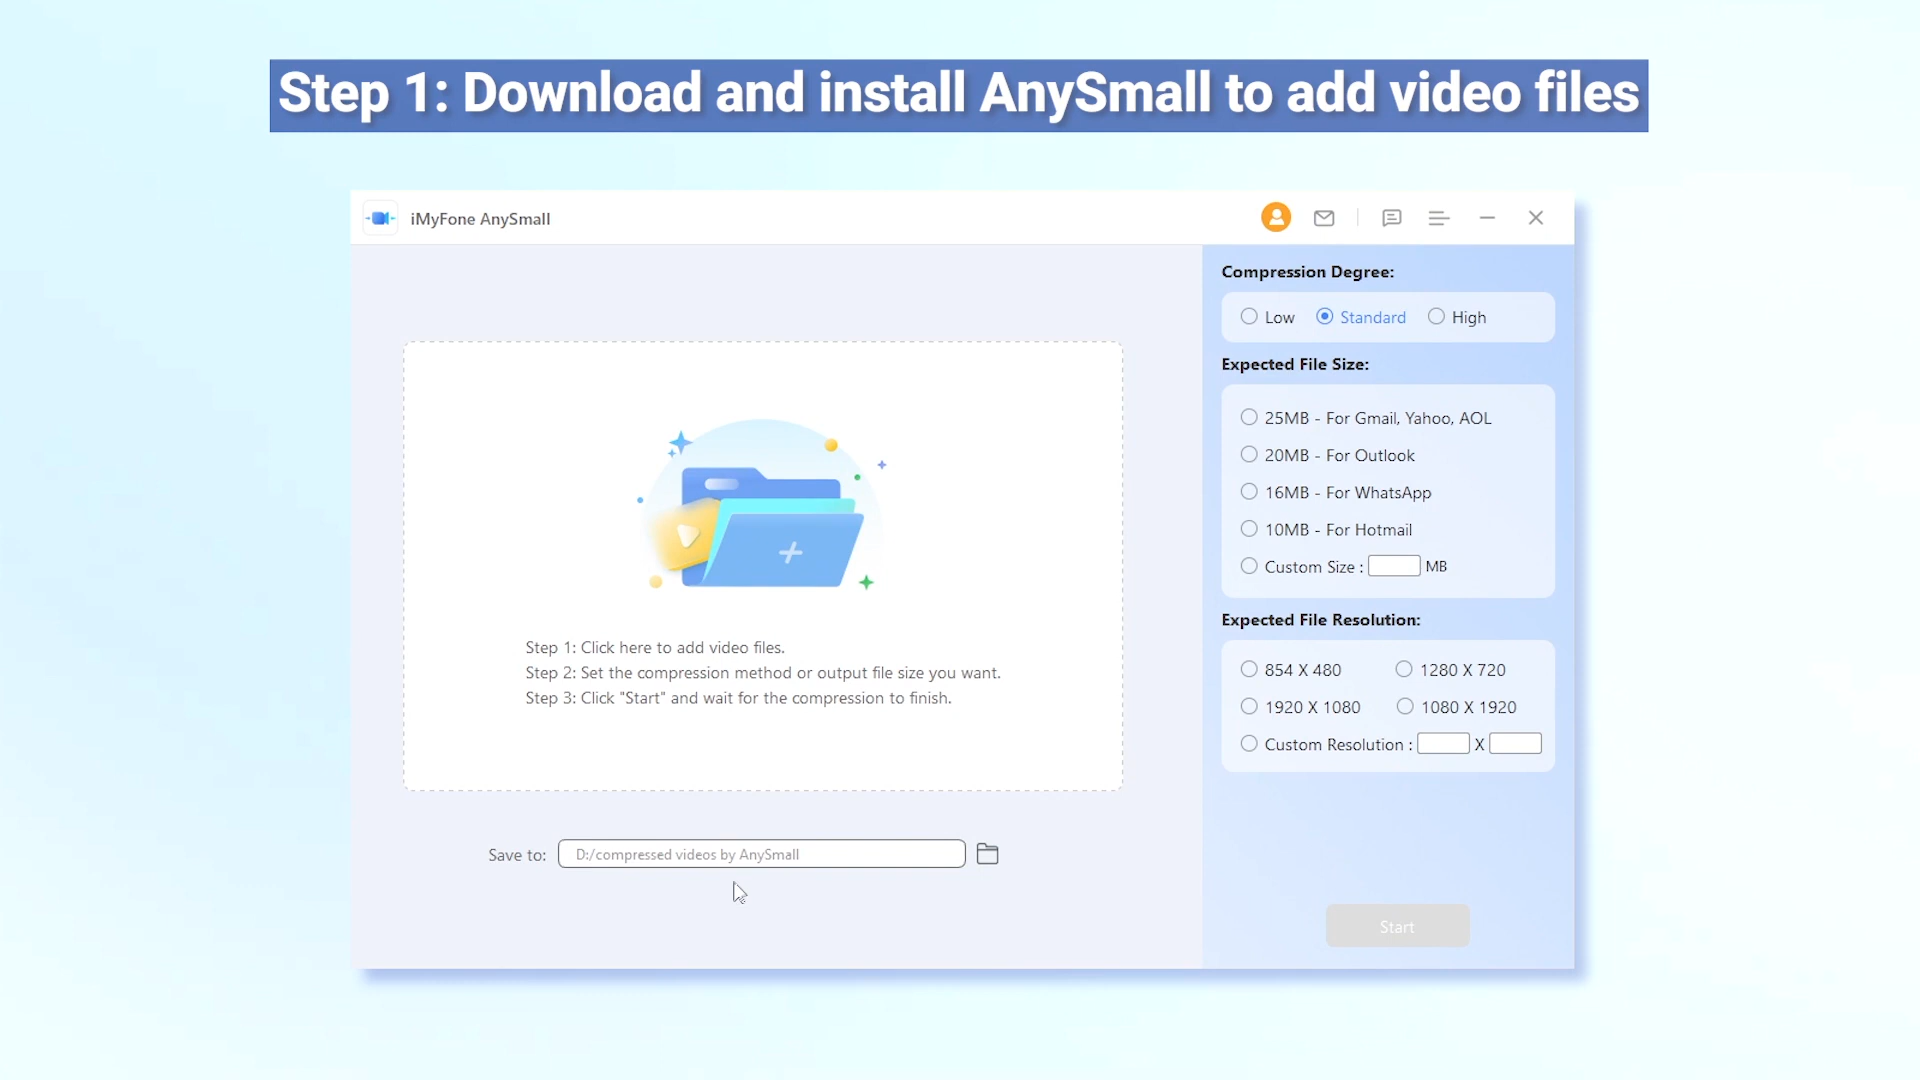 Step 1: Download and install AnySmall to add video files
iMyFone AnySmall
Compression Degree:
Low Standard High
Expected File Size:
25MB - For Gmail, Yahoo, AOL
20MB - For Outlook
16MB - For WhatsApp
10MB - For Hotmail
Custom Size : MB
Expected File Resolution:
854 X 480 1280 X 720
1920 X 1080 1080 X 1920
Custom Resolution : X
Step 1: Click here to add video files.
Step 2: Set the compression method or output file size you want.
Step 3: Click "Start" and wait for the compression to finish.
Save to: D:/compressed videos by AnySmall
Start